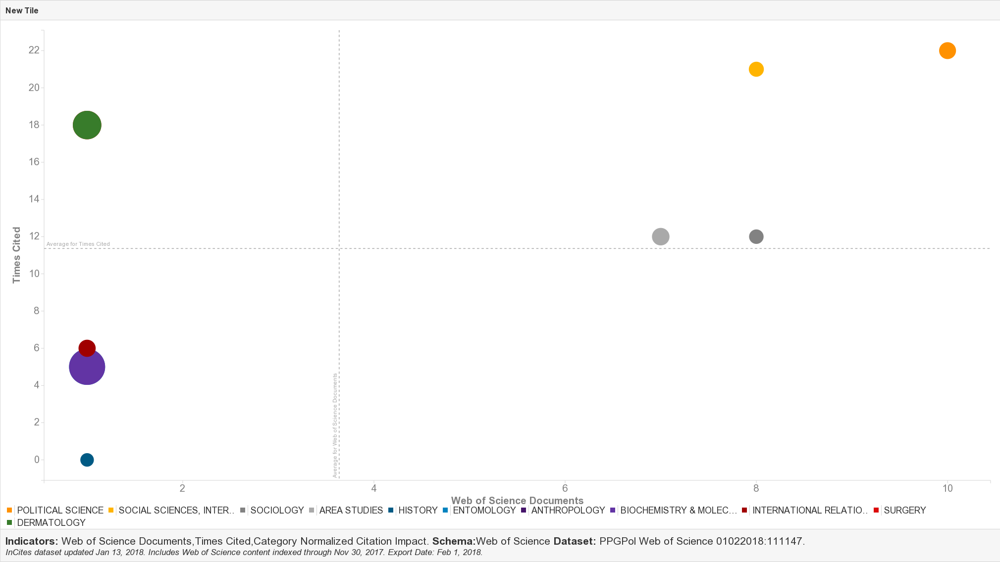 New Tile
22
20
18
16
14
12
10
8
6
4
2
0
Times Cited
Average for Times Cited
Average for Web of Science Documents
2 4 6 8 10
Web of Science Documents
POLITICAL SCIENCE SOCIAL SCIENCES, INTER.. SOCIOLOGY AREA STUDIES HISTORY ENTOMOLOGY ANTHROPOLOGY BIOCHEMISTRY & MOLEC... INTERNATIONAL RELATIO.. SURGERY
DERMATOLOGY
Indicators: Web of Science Documents,Times Cited,Category Normalized Citation Impact. Schema:Web of Science Dataset: PPGPol Web of Science 01022018:111147.
InCites dataset updated Jan 13, 2018. Includes Web of Science content indexed through Nov 30, 2017. Export Date: Feb 1, 2018.